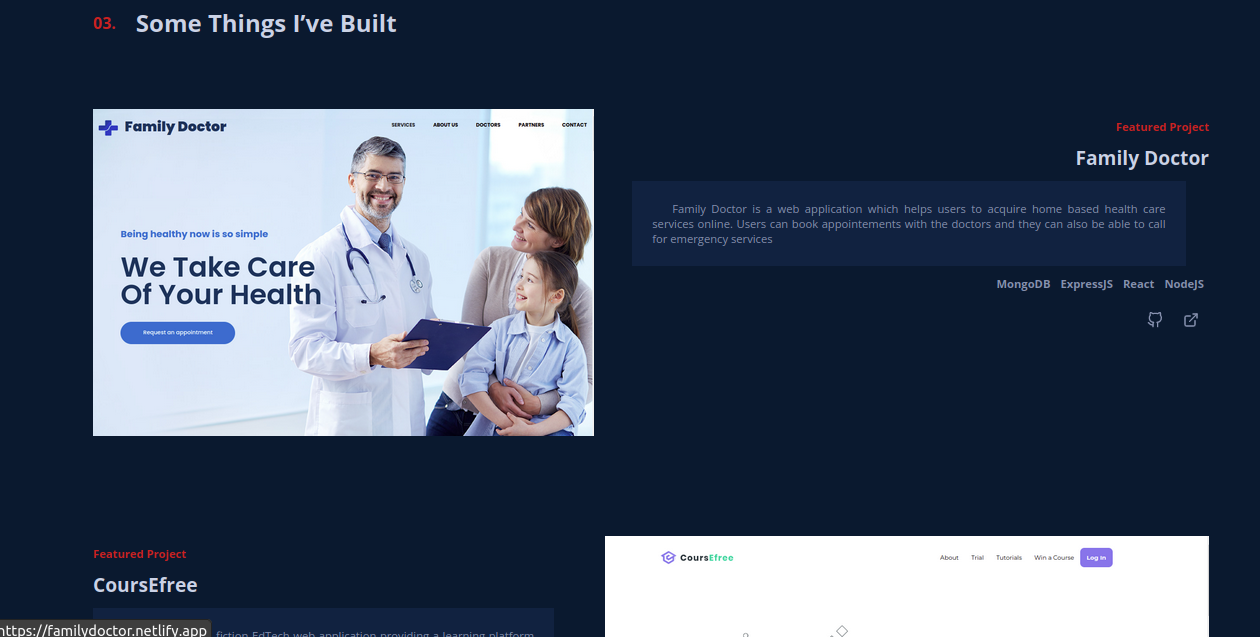 03. Some Things I’ve Built
Family Doctor
SERVICES ABOUT US DOCTORS PARTNERS CONTACT
Being healthy now is so simple
We Take Care
Of Your Health
Request an appointment
Featured Project
Family Doctor
Family Doctor is a web application which helps users to acquire home based health care
services online. Users can book appointements with the doctors and they can also be able to call
for emergency services
MongoDB ExpressJS React NodeJS
Featured Project
CoursEfree
fiction EdTech web application providing a learning platform
CoursEfree
About Trial Tutorials Win a Course Log In
https://familydoctor.netlify.app